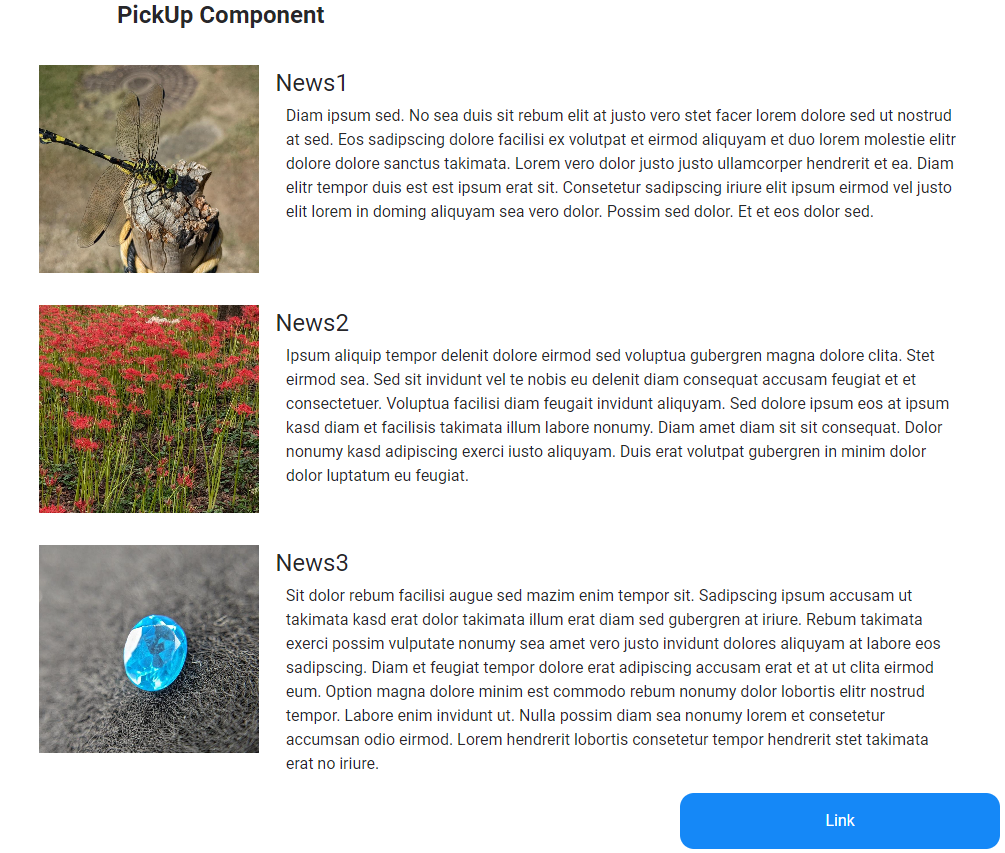 PickUp Component
News1
Diam ipsum sed. No sea duis sit rebum elit at justo vero stet facer lorem dolore sed ut nostrud
at sed. Eos sadipscing dolore facilisi ex volutpat et eirmod aliquyam et duo lorem molestie elitr
dolore dolore sanctus takimata. Lorem vero dolor justo justo ullamcorper hendrerit et ea. Diam
elitr tempor duis est est ipsum erat sit. Consetetur sadipscing iriure elit ipsum eirmod vel justo
elit lorem in doming aliquyam sea vero dolor. Possim sed dolor. Et et eos dolor sed.
News2
Ipsum aliquip tempor delenit dolore eirmod sed voluptua gubergren magna dolore clita. Stet
eirmod sea. Sed sit invidunt vel te nobis eu delenit diam consequat accusam feugiat et et
consectetuer. Voluptua facilisi diam feugait invidunt aliquyam. Sed dolore ipsum eos at ipsum
kasd diam et facilisis takimata illum labore nonumy. Diam amet diam sit sit consequat. Dolor
nonumy kasd adipiscing exerci iusto aliquyam. Duis erat volutpat gubergren in minim dolor
dolor luptatum eu feugiat.
News3
Sit dolor rebum facilisi augue sed mazim enim tempor sit. Sadipscing ipsum accusam ut
takimata kasd erat dolor takimata illum erat diam sed gubergren at iriure. Rebum takimata
exerci possim vulputate nonumy sea amet vero justo invidunt dolores aliquyam at labore eos
sadipscing. Diam et feugiat tempor dolore erat adipiscing accusam erat et at ut clita eirmod
eum. Option magna dolore minim est commodo rebum nonumy dolor lobortis elitr nostrud
tempor. Labore enim invidunt ut. Nulla possim diam sea nonumy lorem et consetetur
accumsan odio eirmod. Lorem hendrerit lobortis consetetur tempor hendrerit stet takimata
erat no iriure.
Link